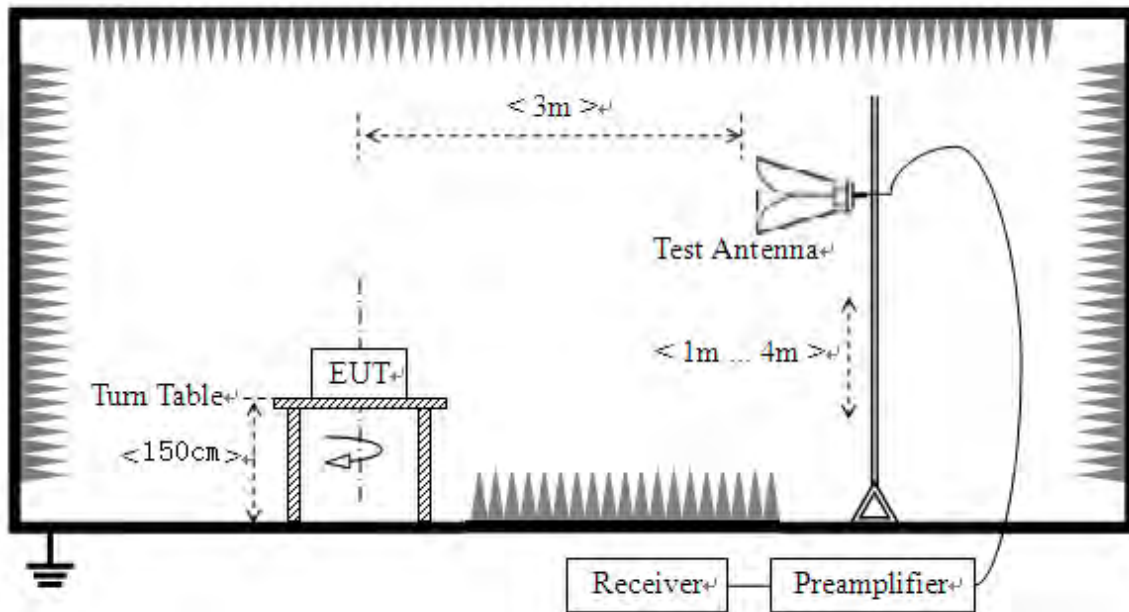 < 3m >↵
Test Antenna↵
< 1m ... 4m >↵
EUT↵
Turn Table↵
<150cm>↵
Receiver↵
Preamplifier↵